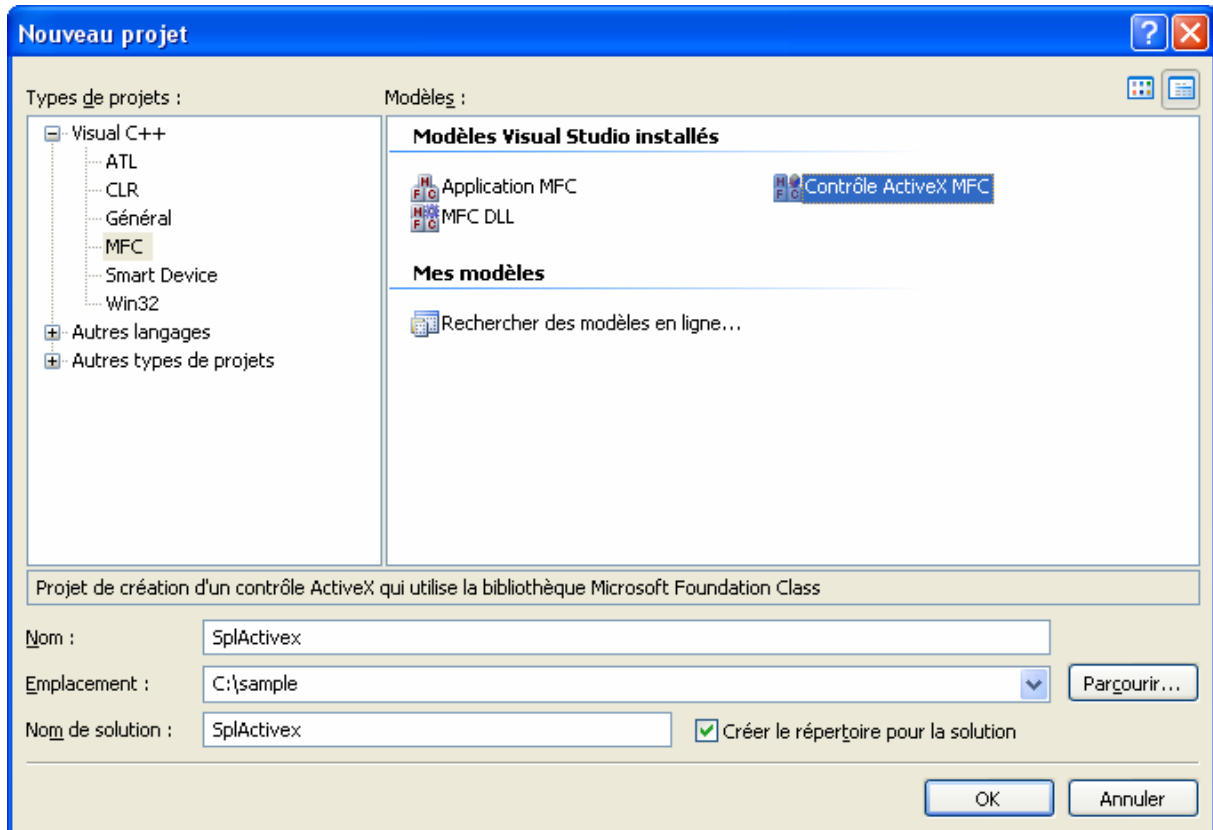 Nouveau projet
Types de projets :
Modèles :
Visual C++
ATL
CLR
Général
MFC
Smart Device
Win32
Autres langages
Autres types de projets
Modèles Visual Studio installés
Application MFC
Contrôle ActiveX MFC
MFC DLL
Mes modèles
Rechercher des modèles en ligne...
Projet de création d'un contrôle ActiveX qui utilise la bibliothèque Microsoft Foundation Class
Nom :
SplActivex
Emplacement :
C:\sample
Parcourir...
Nom de solution :
SplActivex
Créer le répertoire pour la solution
OK
Annuler